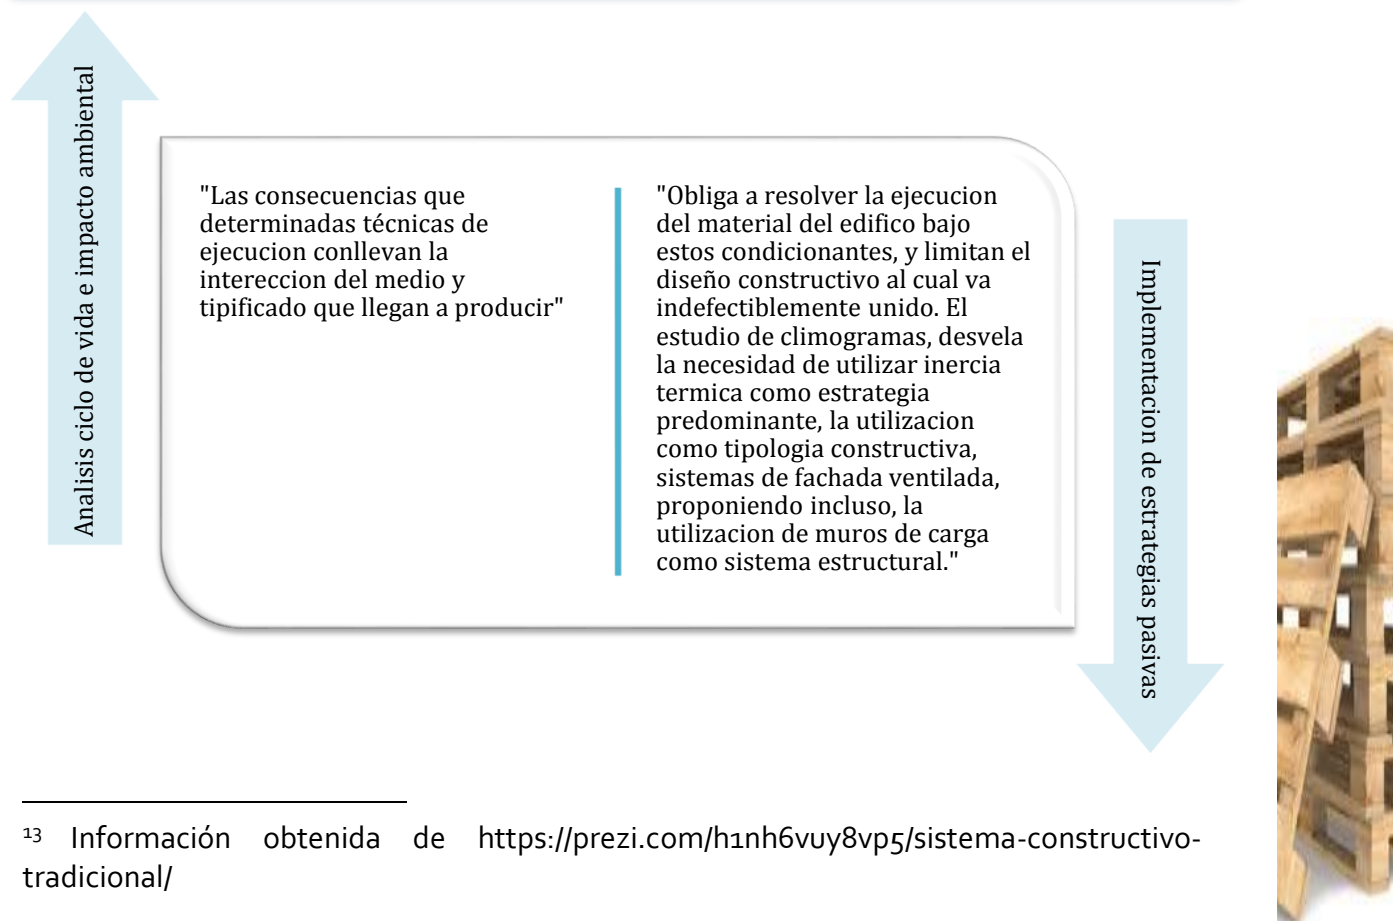 Analisis ciclo de vida e impacto ambiental
"Las consecuencias que
determinadas técnicas de
ejecucion conllevan la
intereccion del medio y
tipificado que llegan a producir"
"Obliga a resolver la ejecucion
del material del edifico bajo
estos condicionantes, y limitan el
diseño constructivo al cual va
indefectiblemente unido. El
estudio de climogramas, desvela
la necesidad de utilizar inercia
termica como estrategia
predominante, la utilizacion
como tipologia constructiva,
sistemas de fachada ventilada,
proponiendo incluso, la
utilizacion de muros de carga
como sistema estructural."
Implementacion de estrategias pasivas
13 Información obtenida de https://prezi.com/h1nh6vuy8vp5/sistema-constructivo-
tradicional/